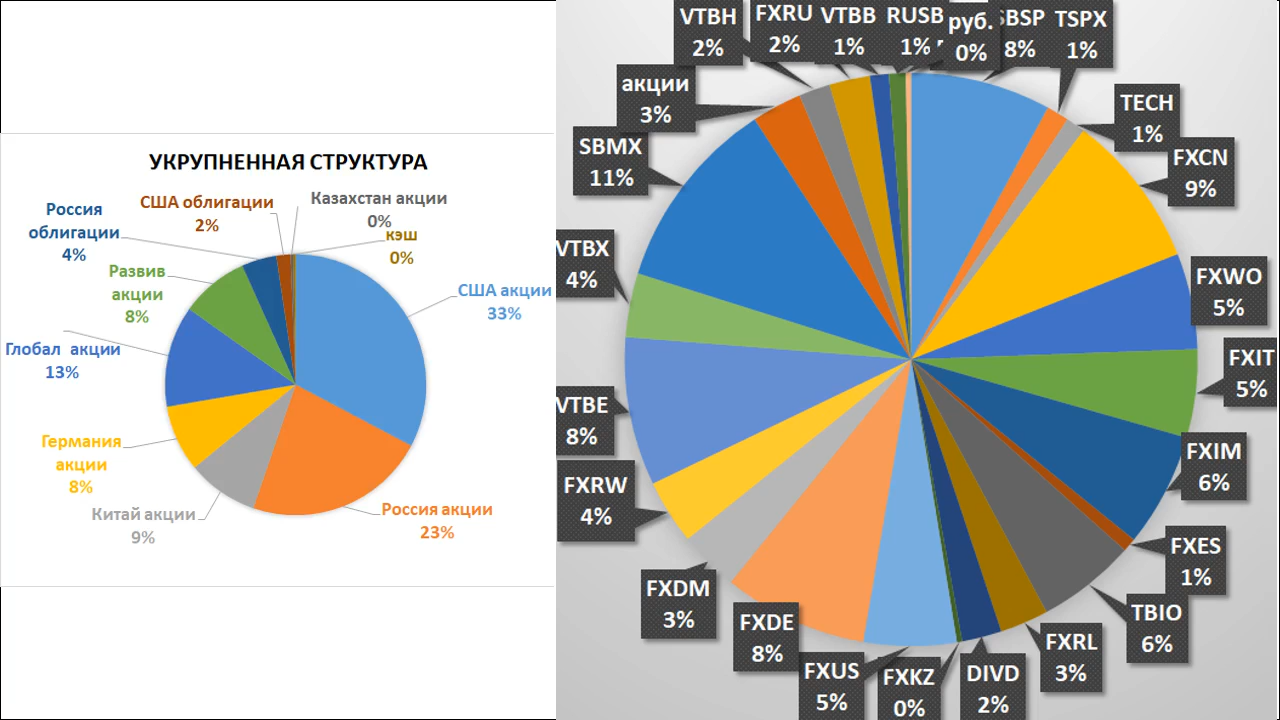 УКРУПНЕННАЯ СТРУКТУРА
США облигации
2%
Казахстан акции
0%
кэш
0%
Россия
облигации
4%
Развив
акции
8%
США акции
33%
Глобал акции
13%
Германия
акции
8%
Китай акции
9%
Россия акции
23%
VTBH
2%
FXRU
2%
VTBB
1%
RUSB
1%
руб.
0%
SBSP
8%
TSPX
1%
акции
3%
TECH
1%
SBMX
11%
FXCN
9%
VTBX
4%
FXWO
5%
FXIT
5%
VTBE
8%
FXIM
6%
FXRW
4%
FXES
1%
FXDM
3%
TBIO
6%
FXDE
8%
FXRL
3%
FXUS
5%
FXKZ
0%
DIVD
2%